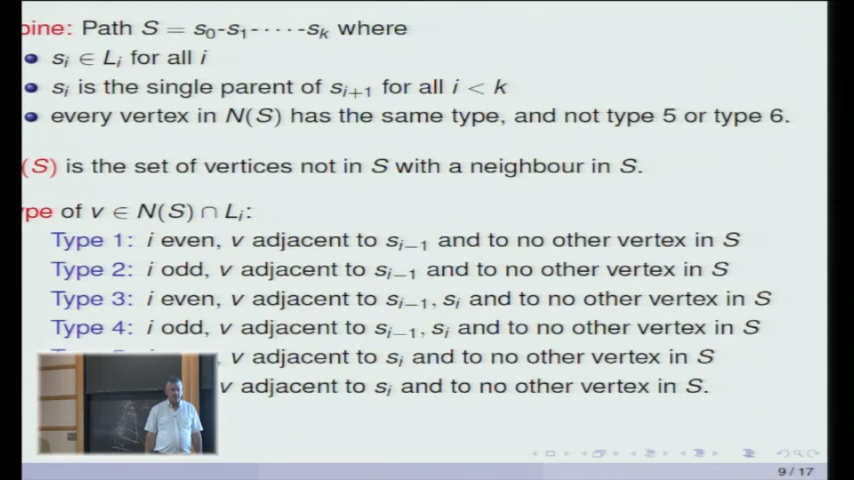 pine: Path S = s₀-s₁-·····-sₖ where
sᵢ ∈ Lᵢ for all i
sᵢ is the single parent of sᵢ₊₁ for all i < k
every vertex in N(S) has the same type, and not type 5 or type 6.
(S) is the set of vertices not in S with a neighbour in S.
ype of v ∈ N(S) ∩ Lᵢ:
Type 1: i even, v adjacent to sᵢ₋₁ and to no other vertex in S
Type 2: i odd, v adjacent to sᵢ₋₁ and to no other vertex in S
Type 3: i even, v adjacent to sᵢ₋₁, sᵢ and to no other vertex in S
Type 4: i odd, v adjacent to sᵢ₋₁, sᵢ and to no other vertex in S
, v adjacent to sᵢ and to no other vertex in S
v adjacent to sᵢ and to no other vertex in S.
9 / 17